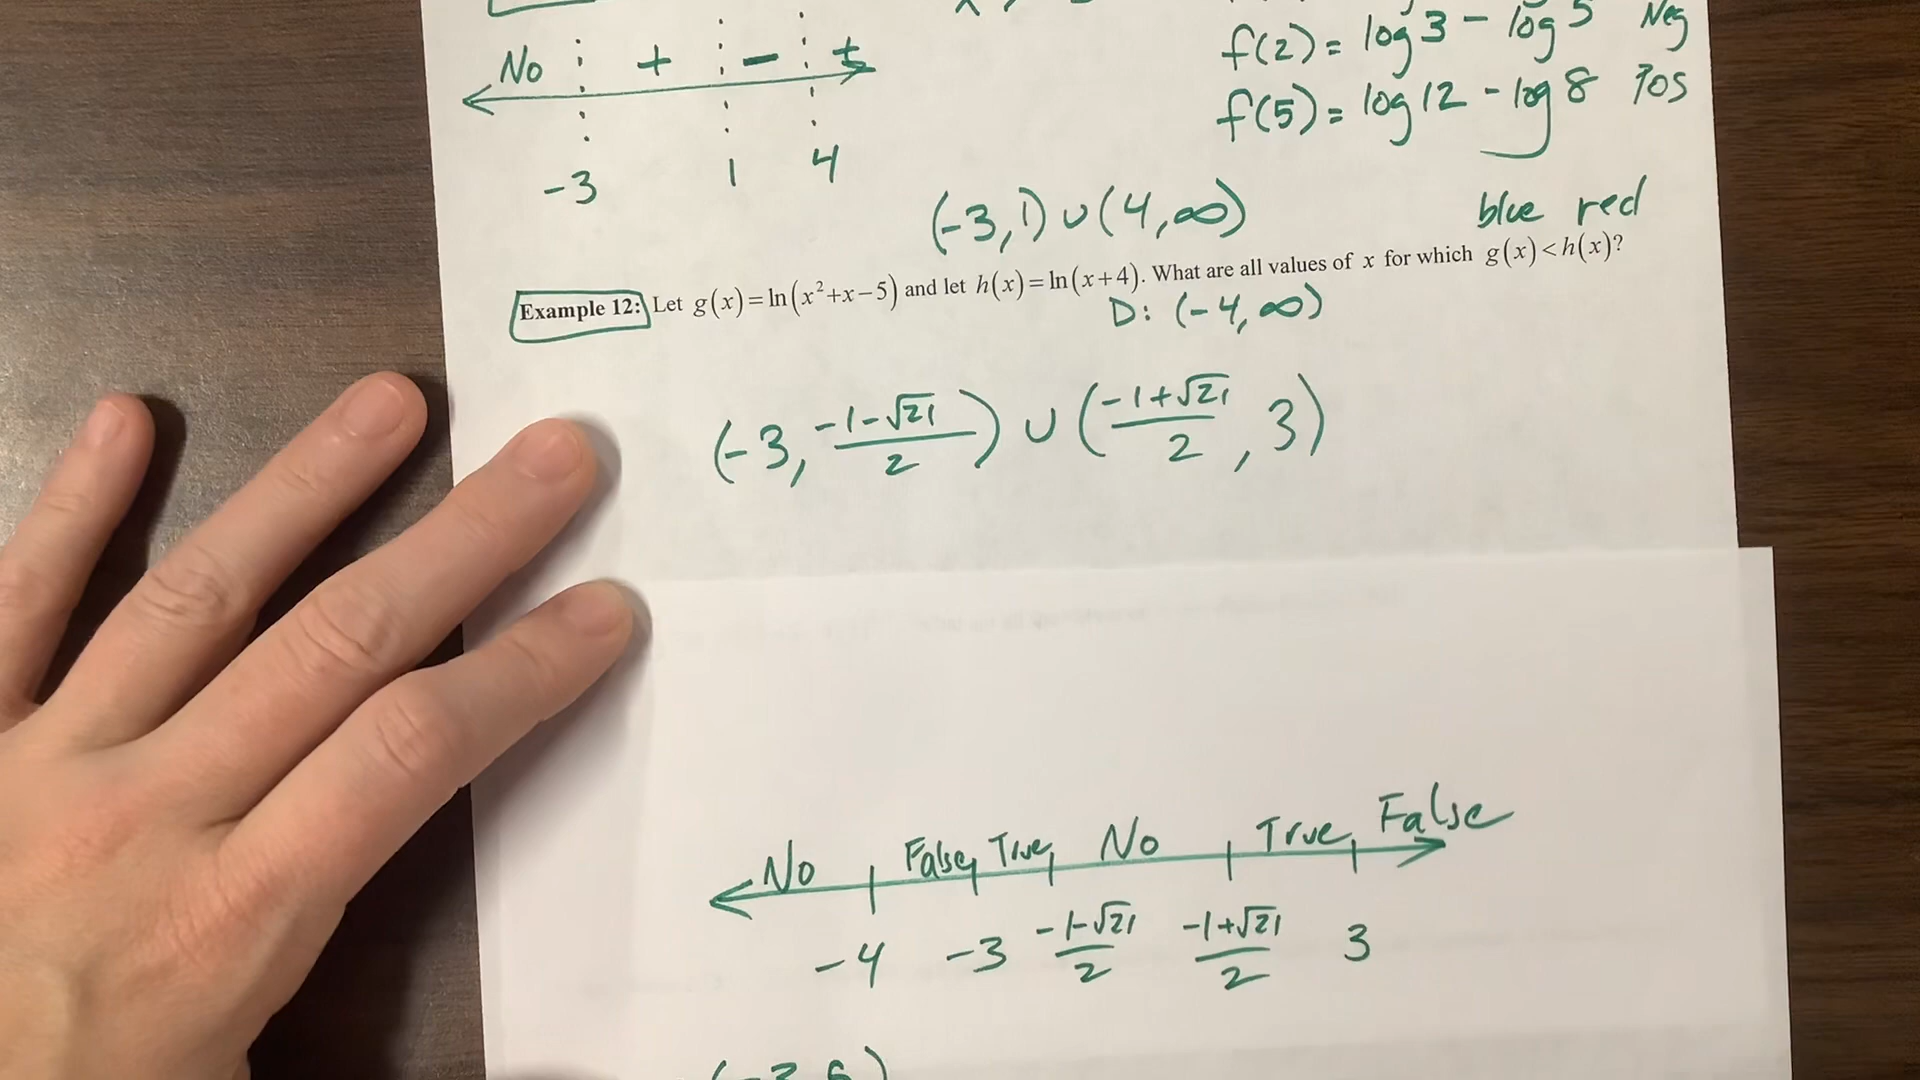 f(2) = log 3 - log 5 Neg
f(5) = log 12 - log 8 Pos
No + - +
-3 1 4
(-3, 1) ∪ (4, ∞)
blue red
Example 12: Let g(x) = ln(x²+x−5) and let h(x) = ln(x+4). What are all values of x for which g(x) < h(x)?
D: (-4, ∞)
(-3, (-1-√21)/2) ∪ ((-1+√21)/2, 3)
No False True No True False
-4 -3 (-1-√21)/2 (-1+√21)/2 3